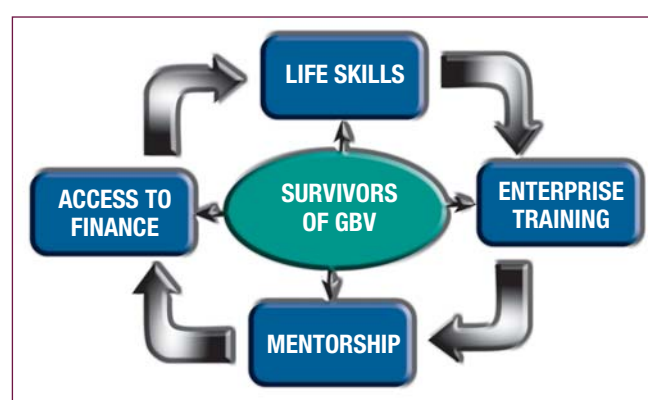 LIFE SKILLS
ACCESS TO
FINANCE
SURVIVORS
OF GBV
ENTERPRISE
TRAINING
MENTORSHIP